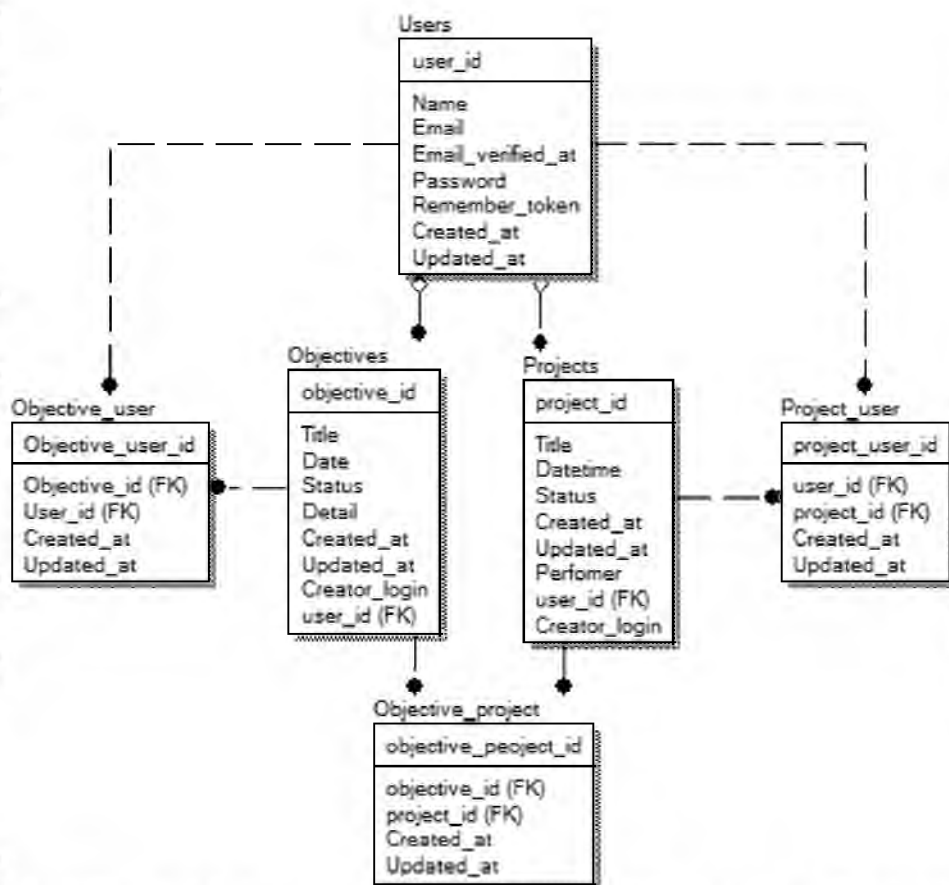 Users
user_id
Name
Email
Email_verified_at
Password
Remember_token
Created_at
Updated_at
Objectives
objective_id
Title
Date
Status
Detail
Created_at
Updated_at
Creator_login
user_id (FK)
Projects
project_id
Title
Datetime
Status
Created_at
Updated_at
Perfomer
user_id (FK)
Creator_login
Objective_user
Objective_user_id
Objective_id (FK)
User_id (FK)
Created_at
Updated_at
Project_user
project_user_id
user_id (FK)
project_id (FK)
Created_at
Updated_at
Objective_project
objective_peoject_id
objective_id (FK)
project_id (FK)
Created_at
Updated_at